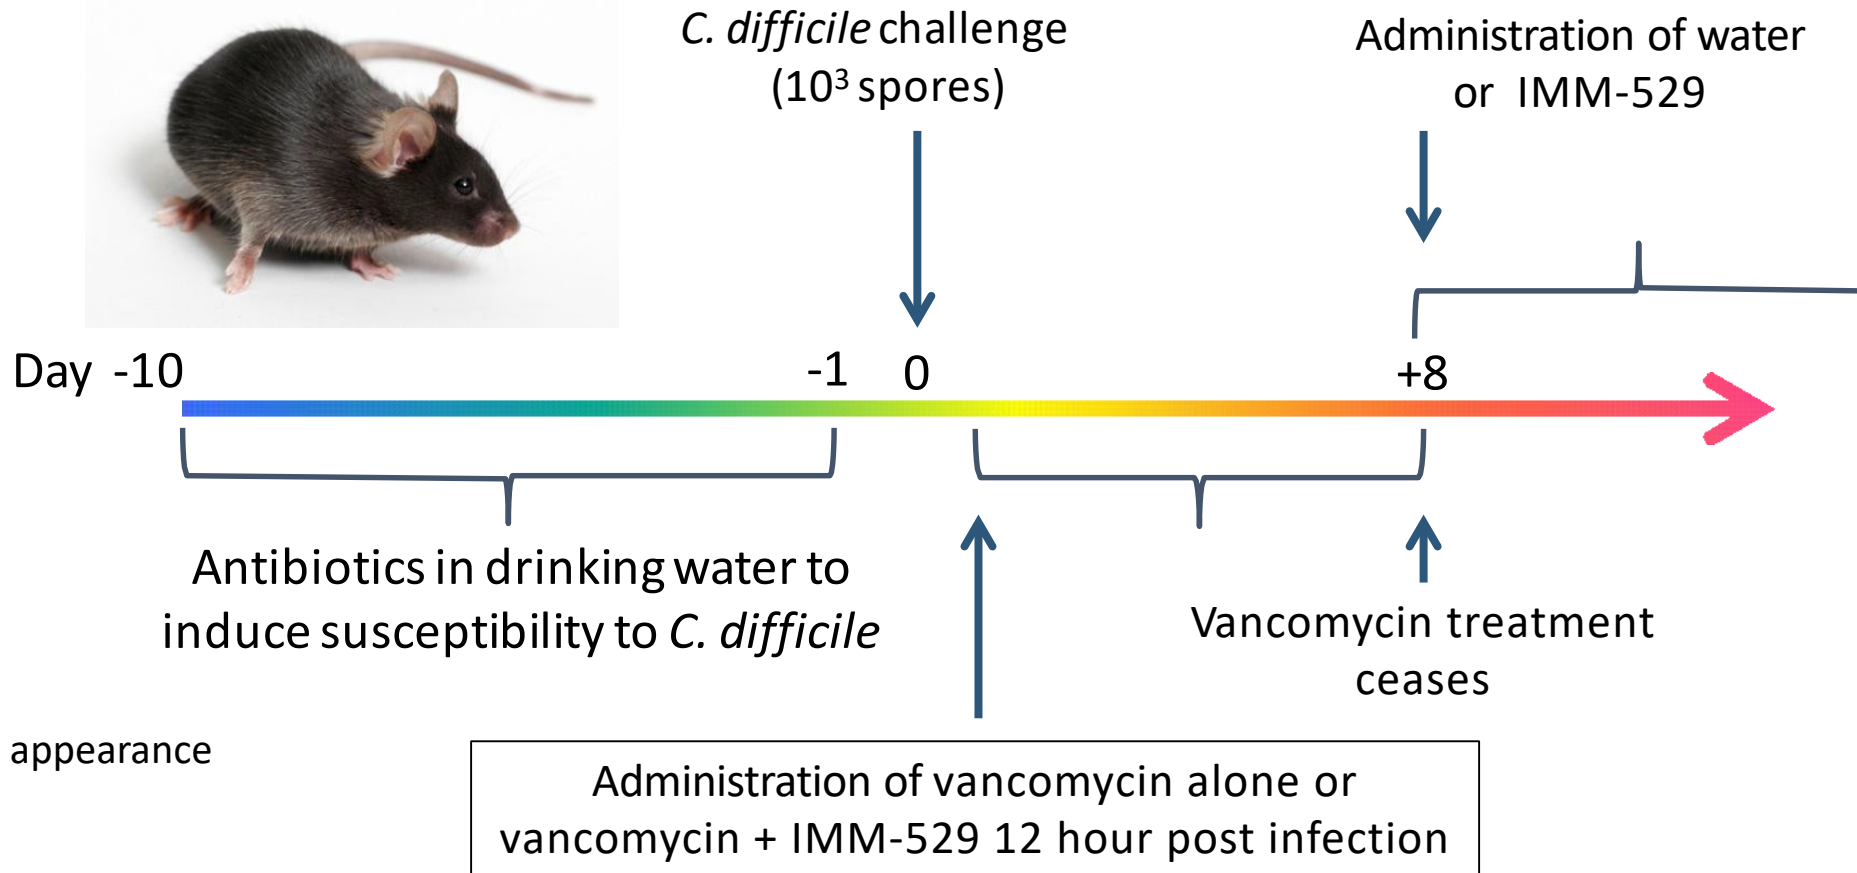 C. difficile challenge
(10³ spores)
Administration of water
or IMM-529
Day -10
-1
0
+8
Antibiotics in drinking water to
induce susceptibility to C. difficile
Vancomycin treatment
ceases
appearance
Administration of vancomycin alone or
vancomycin + IMM-529 12 hour post infection